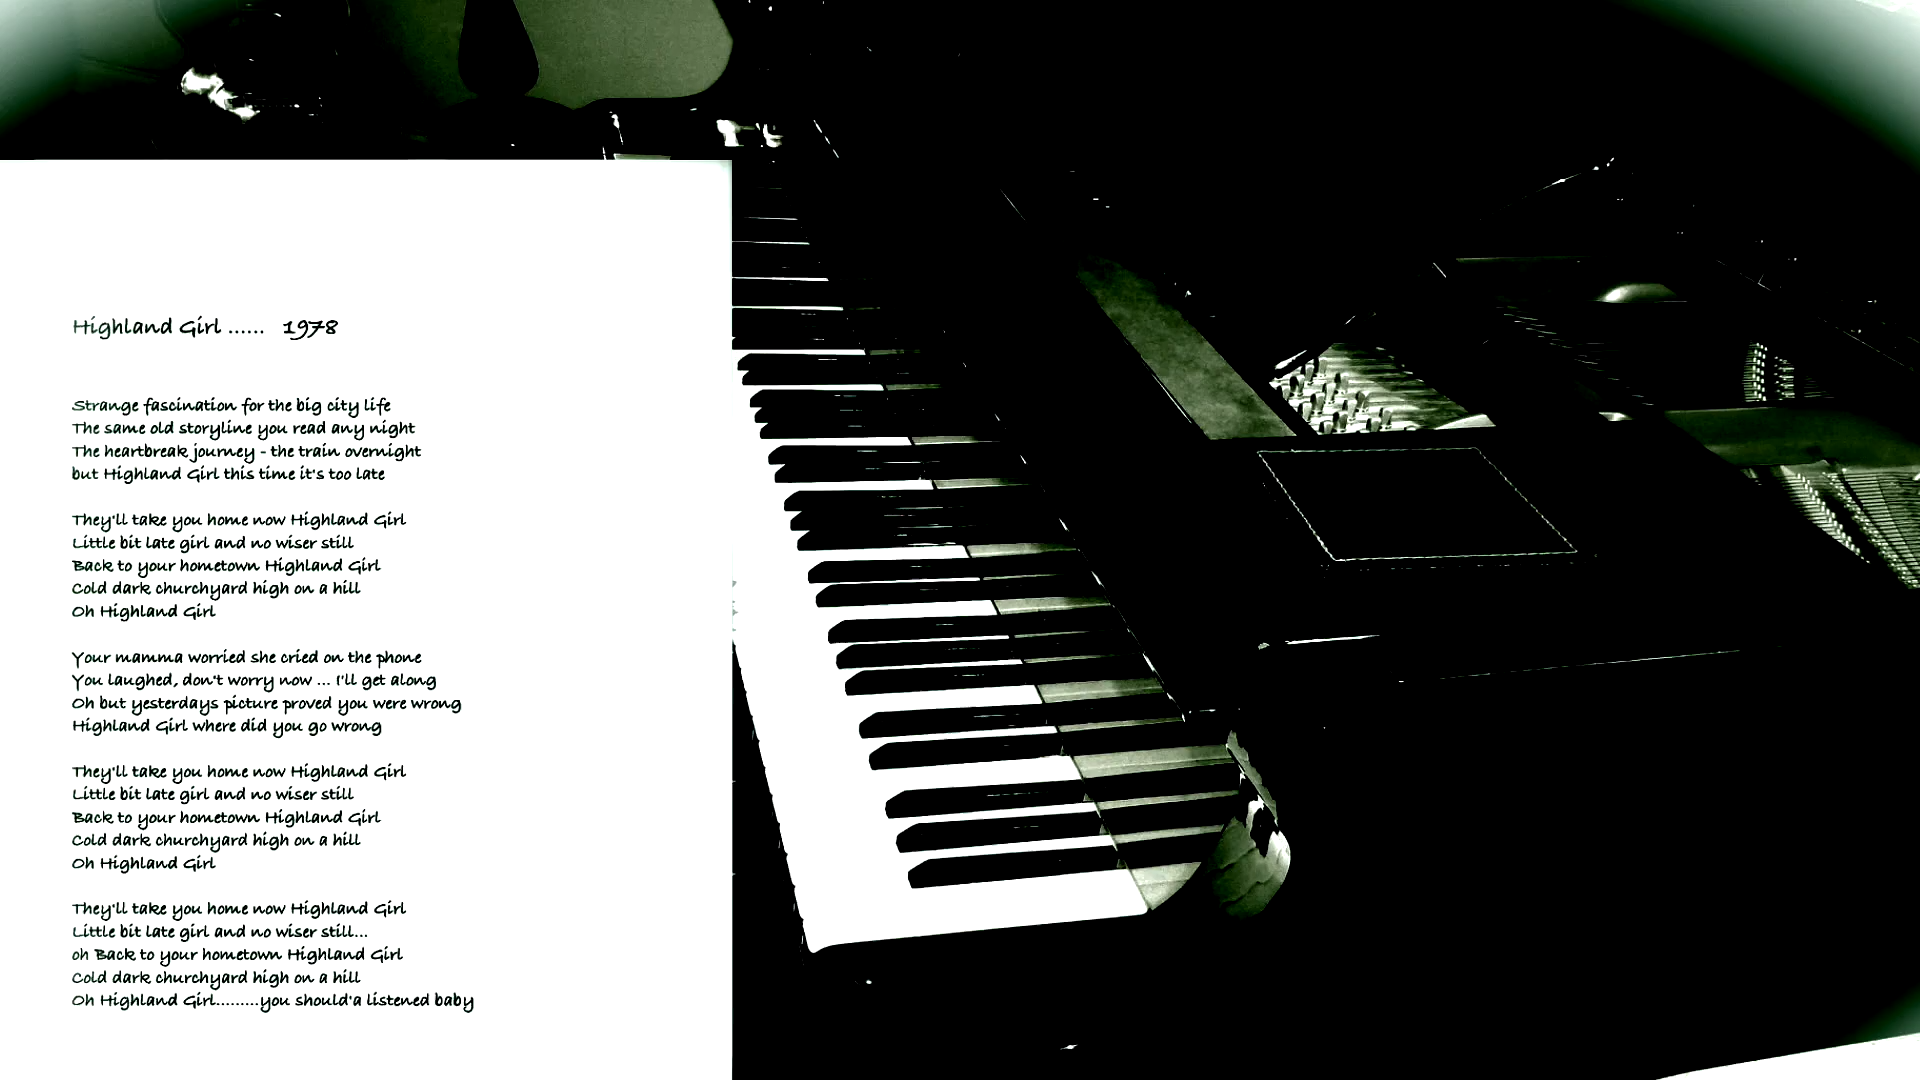 Highland Girl ...... 1978
Strange fascination for the big city life
The same old storyline you read any night
The heartbreak journey - the train overnight
but Highland Girl this time it's too late
They'll take you home now Highland Girl
Little bit late girl and no wiser still
Back to your hometown Highland Girl
Cold dark churchyard high on a hill
Oh Highland Girl
Your mamma worried she cried on the phone
You laughed, don't worry now ... I'll get along
Oh but yesterdays picture proved you were wrong
Highland Girl where did you go wrong
They'll take you home now Highland Girl
Little bit late girl and no wiser still
Back to your hometown Highland Girl
Cold dark churchyard high on a hill
Oh Highland Girl
They'll take you home now Highland Girl
Little bit late girl and no wiser still...
oh Back to your hometown Highland Girl
Cold dark churchyard high on a hill
Oh Highland Girl.........you should'a listened baby